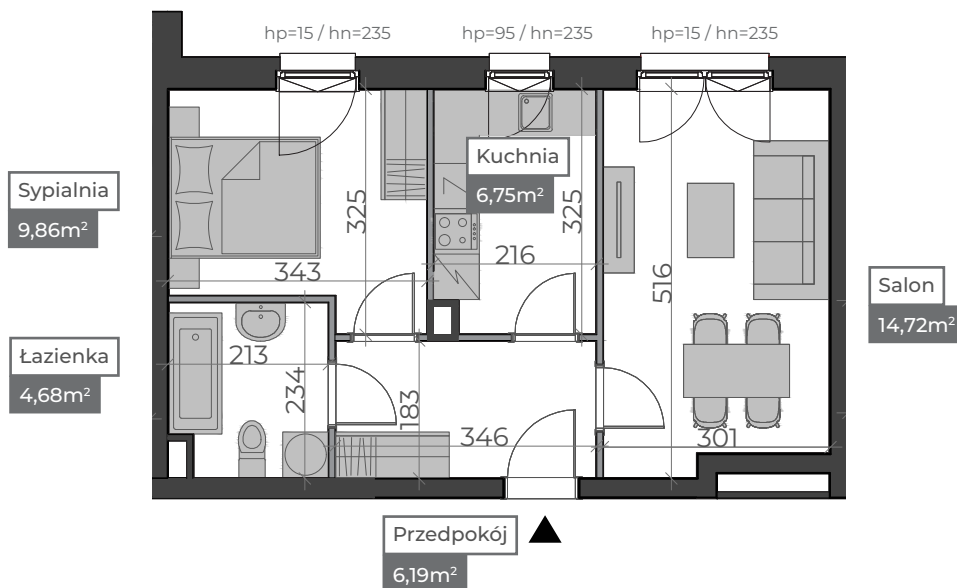 hp=15 / hn=235
hp=95 / hn=235
hp=15 / hn=235
Kuchnia
6,75m²
Sypialnia
9,86m²
325
325
216
343
516
Salon
14,72m²
Łazienka
4,68m²
213
234
183
346
301
Przedpokój
6,19m²